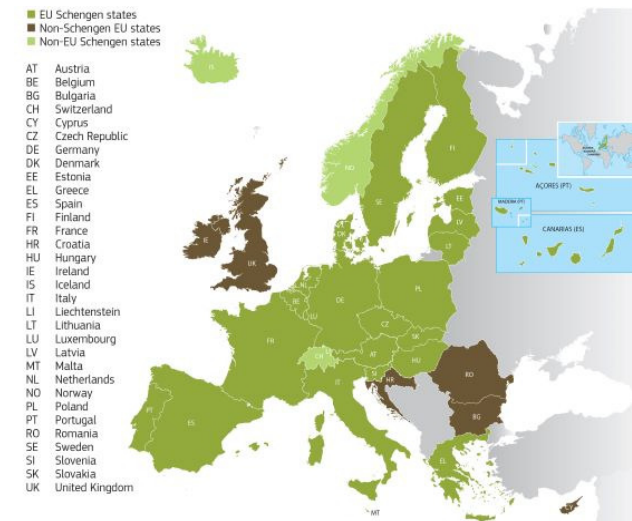 EU Schengen states
Non-Schengen EU states
Non-EU Schengen states
AT Austria
BE Belgium
BG Bulgaria
CH Switzerland
CY Cyprus
CZ Czech Republic
DE Germany
DK Denmark
EE Estonia
EL Greece
ES Spain
FI Finland
FR France
HR Croatia
HU Hungary
IE Ireland
IS Iceland
IT Italy
LI Liechtenstein
LT Lithuania
LU Luxembourg
LV Latvia
MT Malta
NL Netherlands
NO Norway
PL Poland
PT Portugal
RO Romania
SE Sweden
SI Slovenia
SK Slovakia
UK United Kingdom
IS
NO
SE
FI
EE
LV
LT
DK
IE
UK
NL
BE
LU
DE
PL
CZ
SK
FR
CH
AT
HU
SI
HR
RO
BG
IT
PT
ES
EL
MT
AÇORES (PT)
MADEIRA (PT)
CANARIAS (ES)